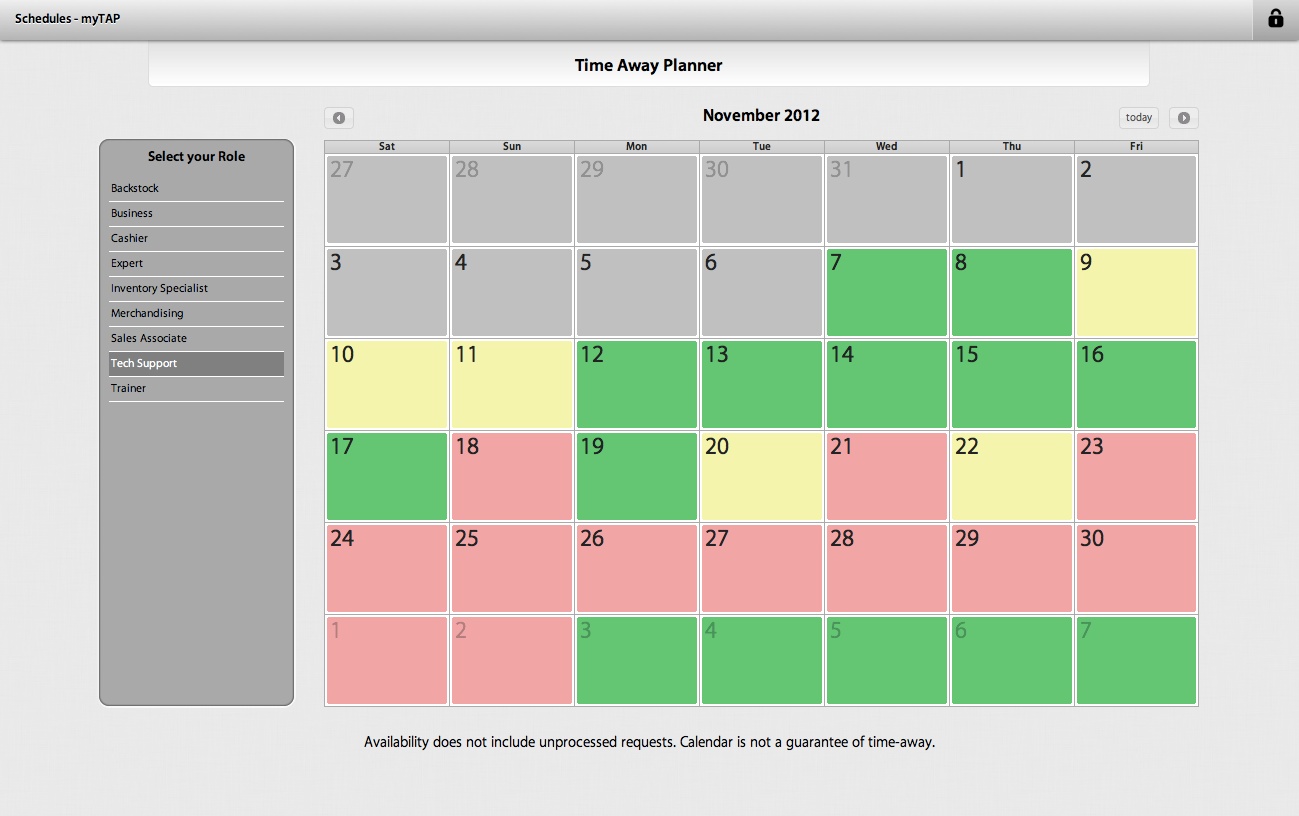 Schedules - myTAP
Time Away Planner
November 2012
today
Select your Role
Backstock
Business
Cashier
Expert
Inventory Specialist
Merchandising
Sales Associate
Tech Support
Trainer
Sat Sun Mon Tue Wed Thu Fri
27 28 29 30 31 1 2
3 4 5 6 7 8 9
10 11 12 13 14 15 16
17 18 19 20 21 22 23
24 25 26 27 28 29 30
1 2 3 4 5 6 7
Availability does not include unprocessed requests. Calendar is not a guarantee of time-away.